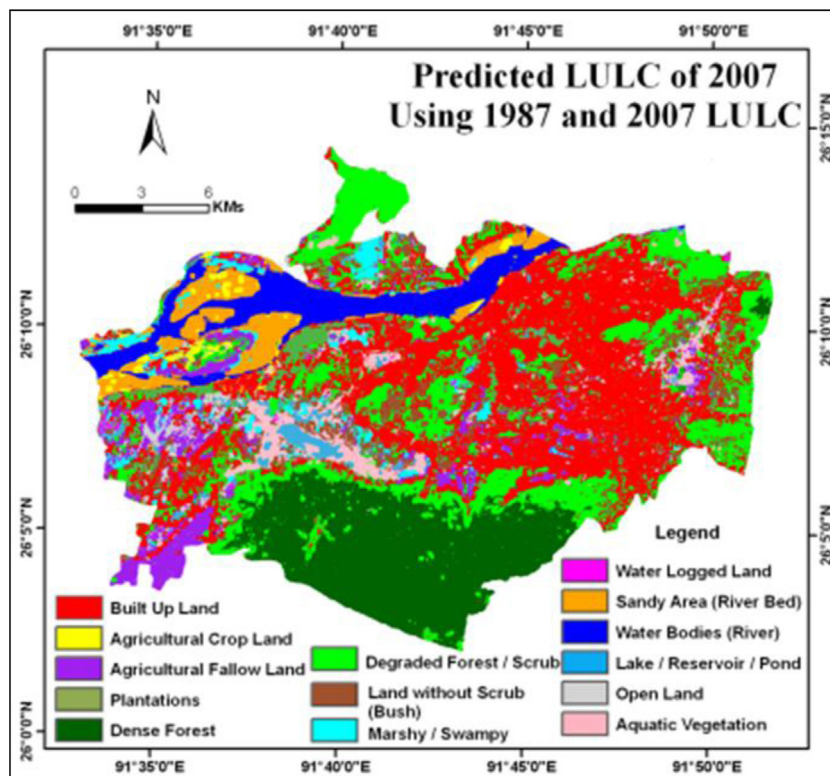 91°35'0"E 91°40'0"E 91°45'0"E 91°50'0"E
Predicted LULC of 2007
Using 1987 and 2007 LULC
N
0 3 6
KMs
26°15'0"N
26°10'0"N 26°10'0"N
26°5'0"N 26°5'0"N
26°0'0"N 26°0'0"N
Legend
Built Up Land
Agricultural Crop Land
Agricultural Fallow Land
Plantations
Dense Forest
Degraded Forest / Scrub
Land without Scrub
(Bush)
Marshy / Swampy
Water Logged Land
Sandy Area (River Bed)
Water Bodies (River)
Lake / Reservoir / Pond
Open Land
Aquatic Vegetation
91°35'0"E 91°40'0"E 91°45'0"E 91°50'0"E